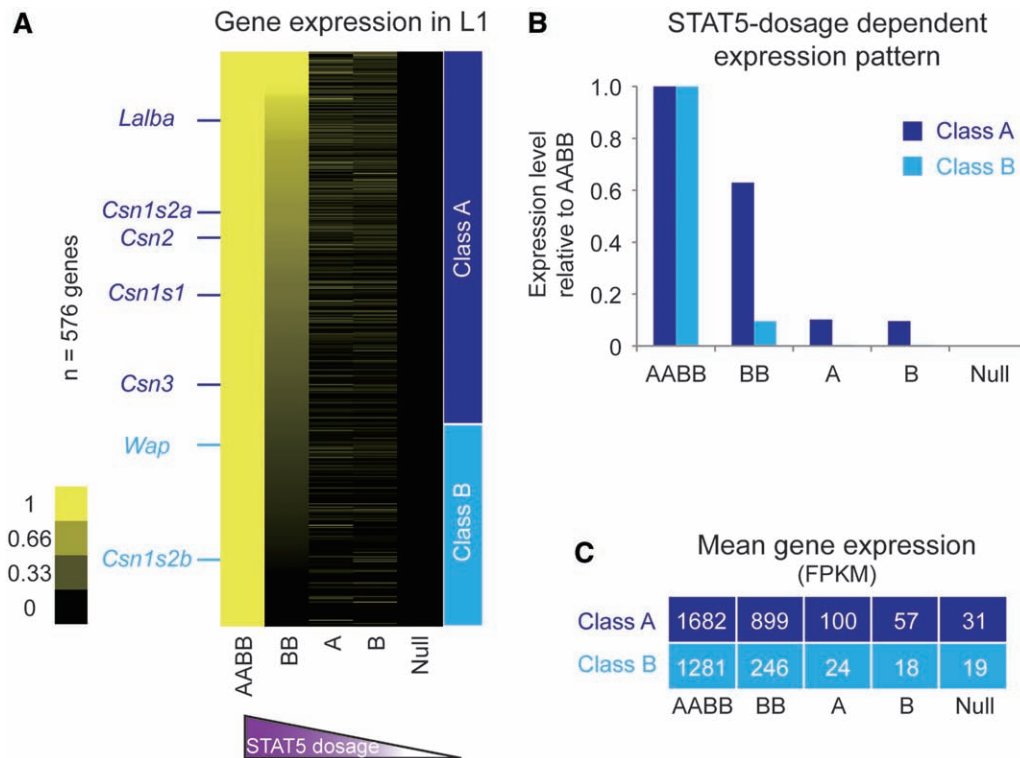 A
Gene expression in L1
Lalba
Csn1s2a
Csn2
Csn1s1
Csn3
Wap
Csn1s2b
n = 576 genes
1
0.66
0.33
0
Class A
Class B
AABB
BB
A
B
Null
STAT5 dosage
B
STAT5-dosage dependent
expression pattern
Expression level
relative to AABB
1.0
0.8
0.6
0.4
0.2
0
Class A
Class B
AABB BB A B Null
C
Mean gene expression
(FPKM)
Class A 1682 899 100 57 31
Class B 1281 246 24 18 19
AABB BB A B Null